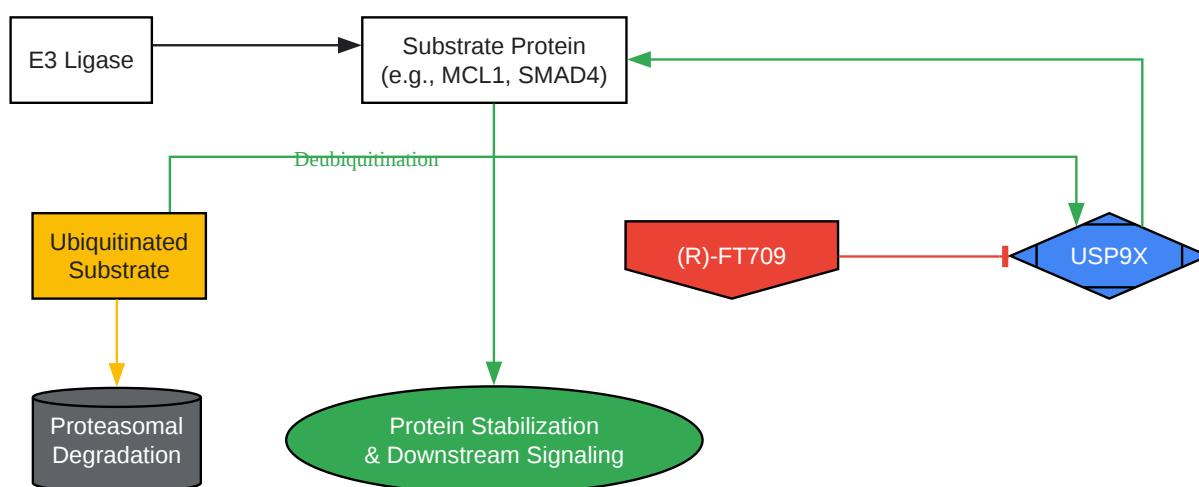 E3 Ligase
Substrate Protein
(e.g., MCL1, SMAD4)
Deubiquitination
Ubiquitinated
Substrate
(R)-FT709
USP9X
Proteasomal
Degradation
Protein Stabilization
& Downstream Signaling